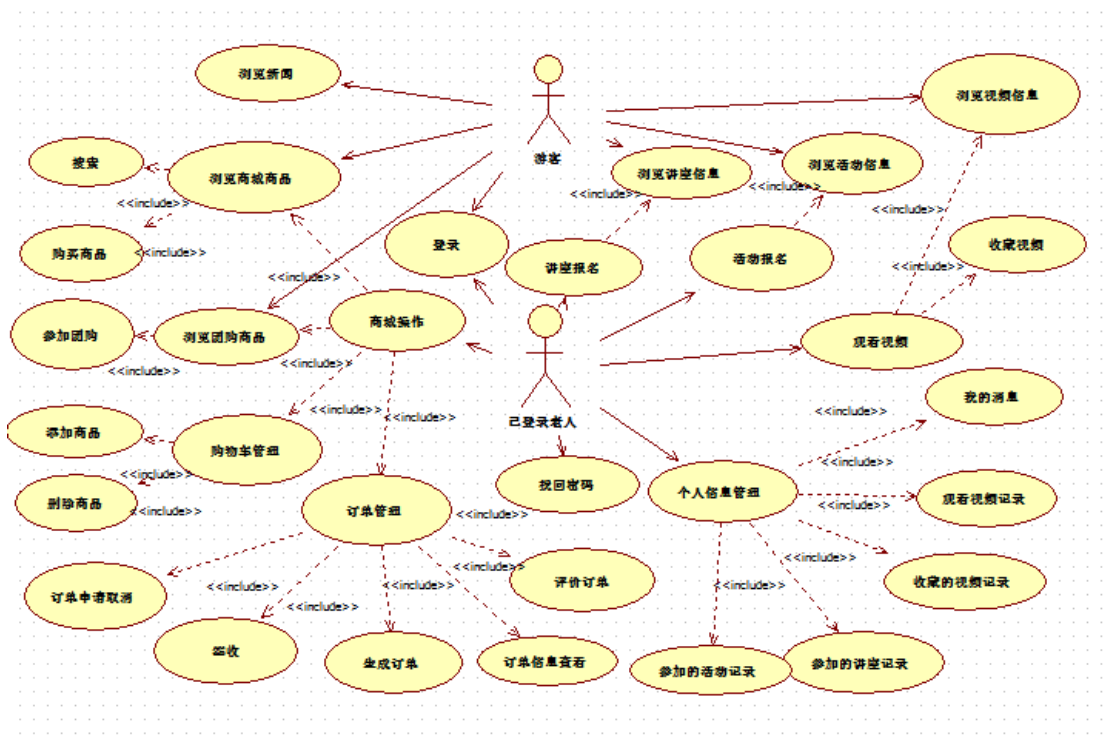 浏览新闻
浏览视频信息
游客
搜索
浏览商城商品
浏览讲座信息
浏览活动信息
<<include>>
<<include>>
<<include>>
<<include>>
购买商品
<<include>>
登录
讲座报名
活动报名
收藏视频
<<include>>
<<include>>
参加团购
浏览团购商品
商城操作
观看视频
<<include>>
<<include>>
我的消息
<<include>>
<<include>>
<<include>>
已登录老人
添加商品
购物车管理
<<include>>
<<include>>
找回密码
个人信息管理
删除商品
<<include>>
订单管理
<<include>>
<<include>>
观看视频记录
<<include>>
<<include>>
<<include>>
<<include>>
<<include>>
<<include>>
评价订单
收藏的视频记录
订单申请取消
<<include>>
<<include>>
签收
生成订单
订单信息查看
参加的活动记录
参加的讲座记录